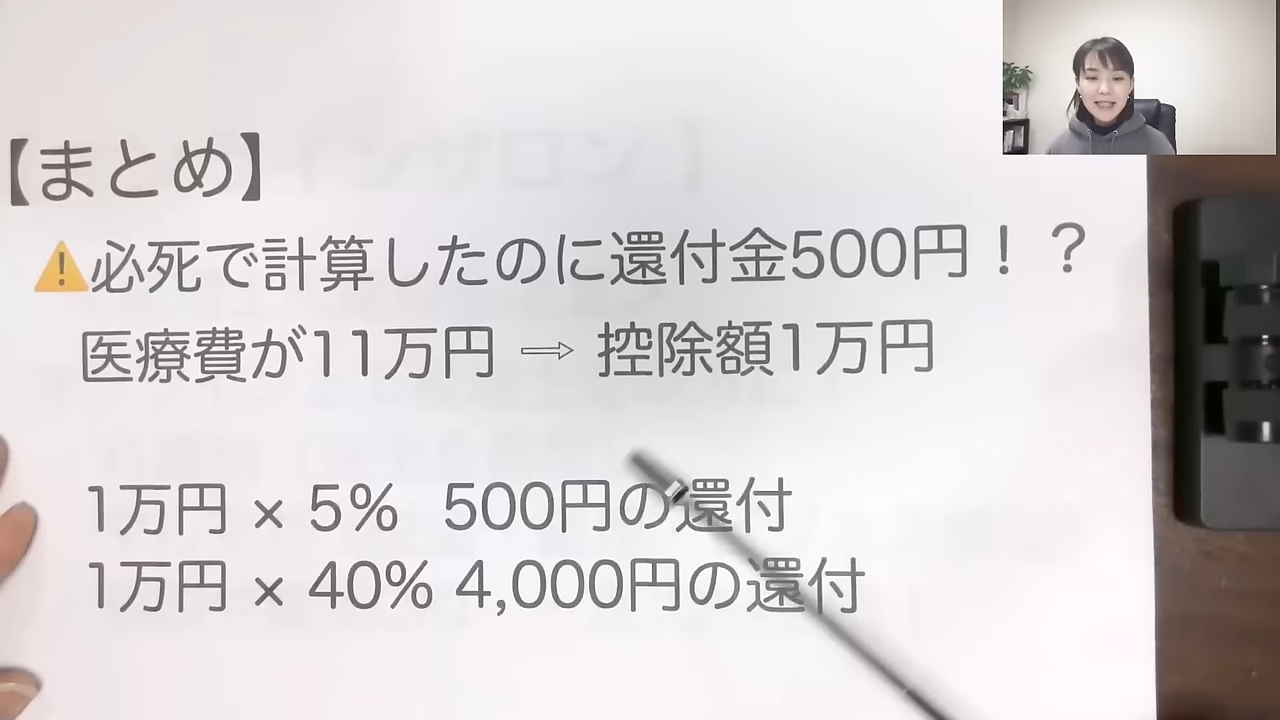 【まとめ】
⚠必死で計算したのに還付金500円！？
医療費が11万円 ⇨ 控除額1万円
1万円 × 5% 500円の還付
1万円 × 40% 4,000円の還付